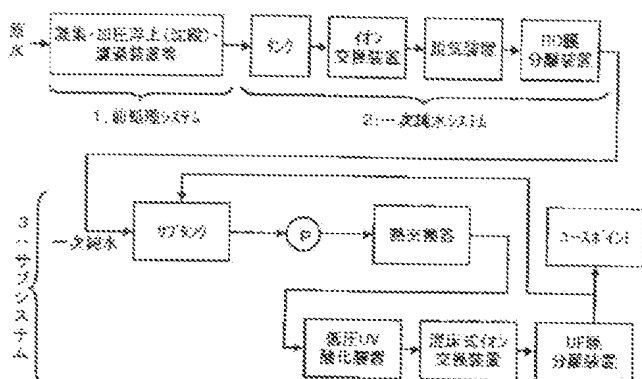 原
水
凝集・加圧浮上(沈殿)・
濾過装置等
タンク
イオン
交換装置
脱気装置
RO膜
分離装置
1.前処理システム
2.一次純水システム
3.サブシステム
一次純水
サブタンク
P
熱交換器
ユースポイント
低圧UV
酸化装置
混床式イオン
交換装置
UF膜
分離装置